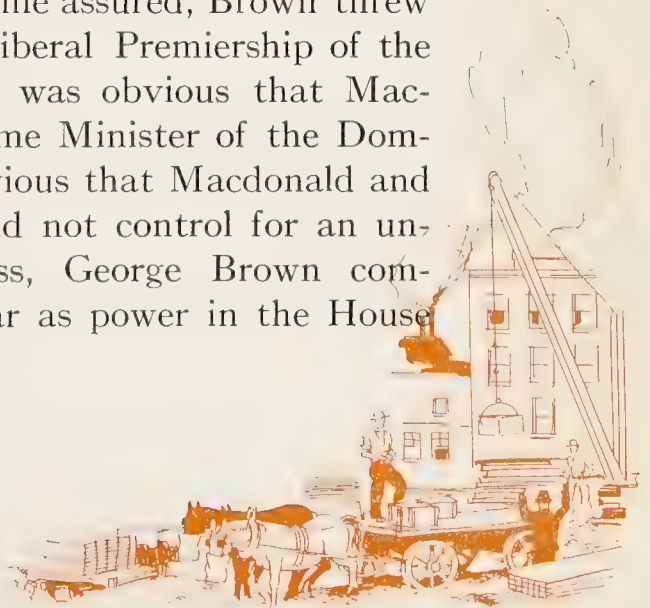 me assured, Brown threw
iberal Premiership of the
was obvious that Mac-
me Minister of the Dom-
vious that Macdonald and
d not control for an un-
ss, George Brown com-
ar as power in the House